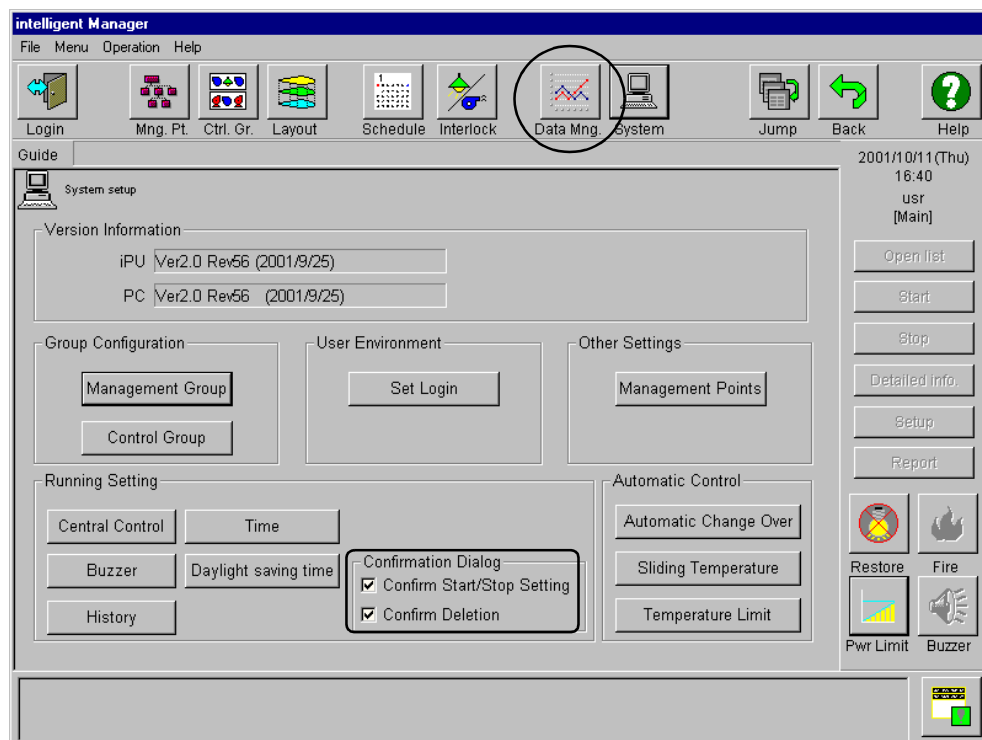 intelligent Manager
File Menu Operation Help
Login Mng. Pt. Ctrl. Gr. Layout Schedule Interlock Data Mng. System Jump Back Help
Guide
2001/10/11(Thu)
16:40
usr
[Main]
System setup
Version Information
iPU Ver2.0 Rev56 (2001/9/25)
PC Ver2.0 Rev56 (2001/9/25)
Group Configuration
Management Group
Control Group
User Environment
Set Login
Other Settings
Management Points
Running Setting
Central Control Time
Buzzer Daylight saving time
History
Confirmation Dialog
Confirm Start/Stop Setting
Confirm Deletion
Automatic Control
Automatic Change Over
Sliding Temperature
Temperature Limit
Open list
Start
Stop
Detailed info.
Setup
Report
Restore Fire
Pwr Limit Buzzer